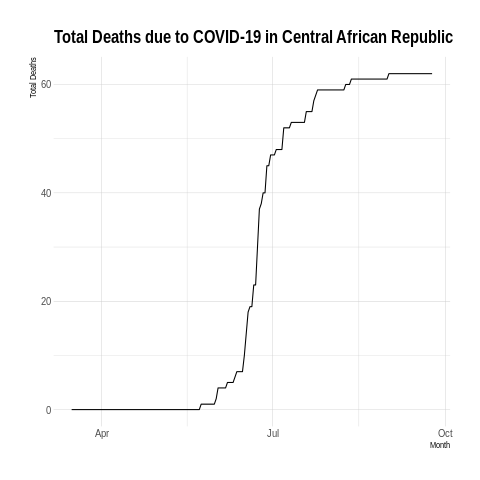 Total Deaths due to COVID-19 in Central African Republic
Total Deaths
60
40
20
0
Apr Jul Oct
Month